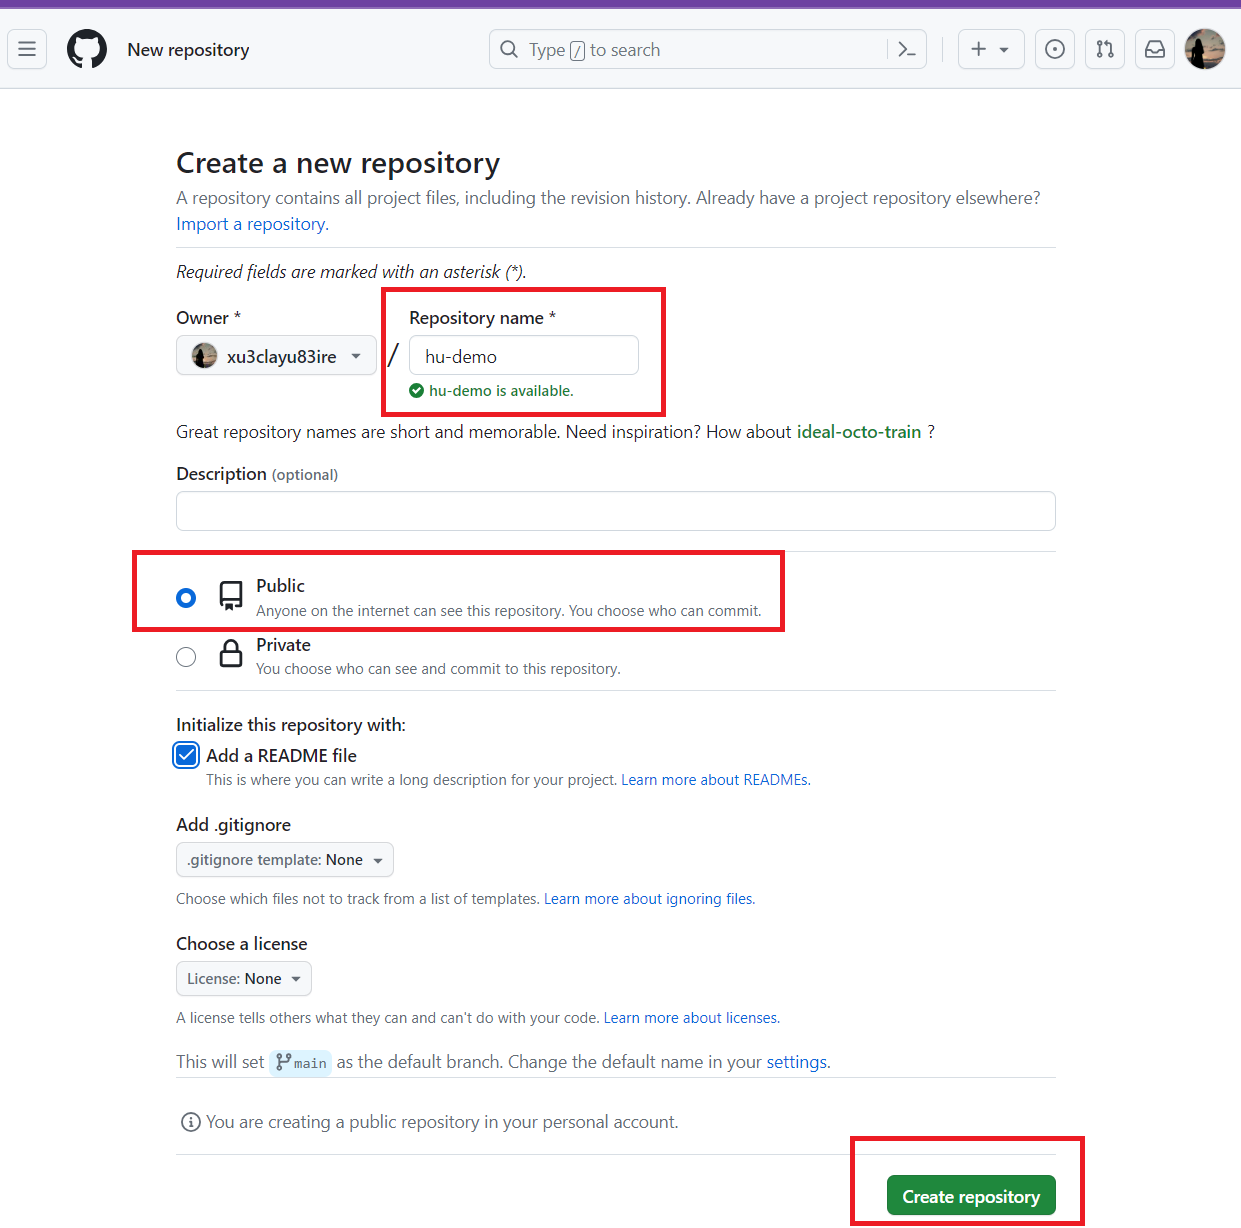 New repository
Type / to search
Create a new repository
A repository contains all project files, including the revision history. Already have a project repository elsewhere?
Import a repository.
Required fields are marked with an asterisk (*).
Owner *
Repository name *
xu3clayu83ire
/
hu-demo
hu-demo is available.
Great repository names are short and memorable. Need inspiration? How about ideal-octo-train ?
Description (optional)
Public
Anyone on the internet can see this repository. You choose who can commit.
Private
You choose who can see and commit to this repository.
Initialize this repository with:
Add a README file
This is where you can write a long description for your project. Learn more about READMEs.
Add .gitignore
.gitignore template: None
Choose which files not to track from a list of templates. Learn more about ignoring files.
Choose a license
License: None
A license tells others what they can and can't do with your code. Learn more about licenses.
This will set main as the default branch. Change the default name in your settings.
You are creating a public repository in your personal account.
Create repository